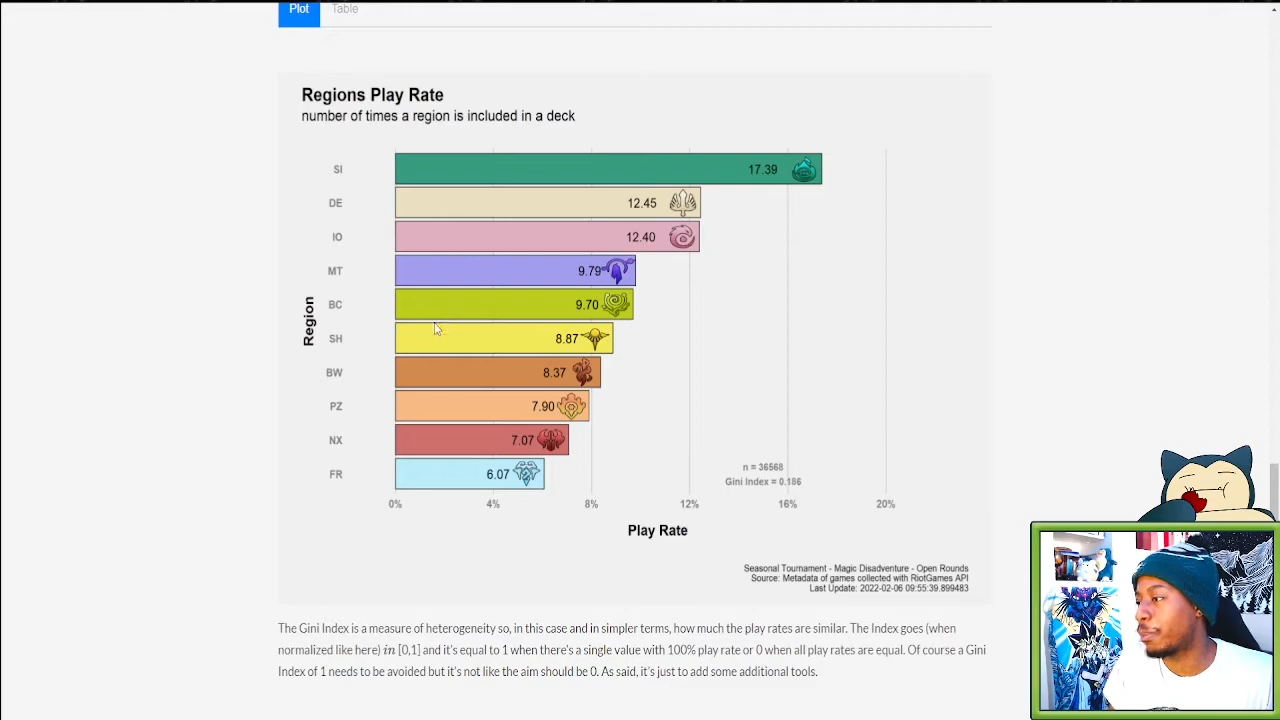 Plot
Table
Regions Play Rate
number of times a region is included in a deck
SI
17.39
DE
12.45
IO
12.40
MT
9.79
BC
9.70
SH
8.87
BW
8.37
PZ
7.90
NX
7.07
FR
6.07
Region
n = 36568
Gini Index = 0.186
0%
4%
8%
12%
16%
20%
Play Rate
Seasonal Tournament - Magic Disadventure - Open Rounds
Source: Metadata of games collected with RiotGames API
Last Update: 2022-02-06 09:55:39.899483
The Gini Index is a measure of heterogeneity so, in this case and in simpler terms, how much the play rates are similar. The Index goes (when
normalized like here) in [0,1] and it's equal to 1 when there's a single value with 100% play rate or 0 when all play rates are equal. Of course a Gini
Index of 1 needs to be avoided but it's not like the aim should be 0. As said, it's just to add some additional tools.